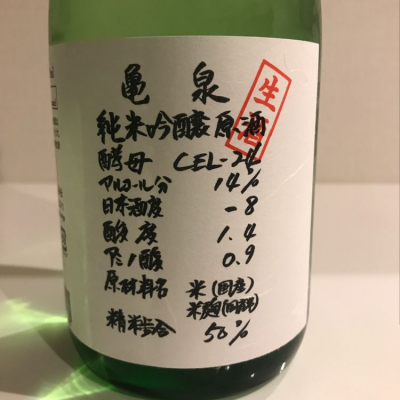 亀泉
生酒
純米吟醸原酒
酵母 CEL-24
アルコール分 14%
日本酒度 -8
酸度 1.4
アミノ酸 0.9
原材料名 米(国産)
米麹(国産米)
精米歩合 50%